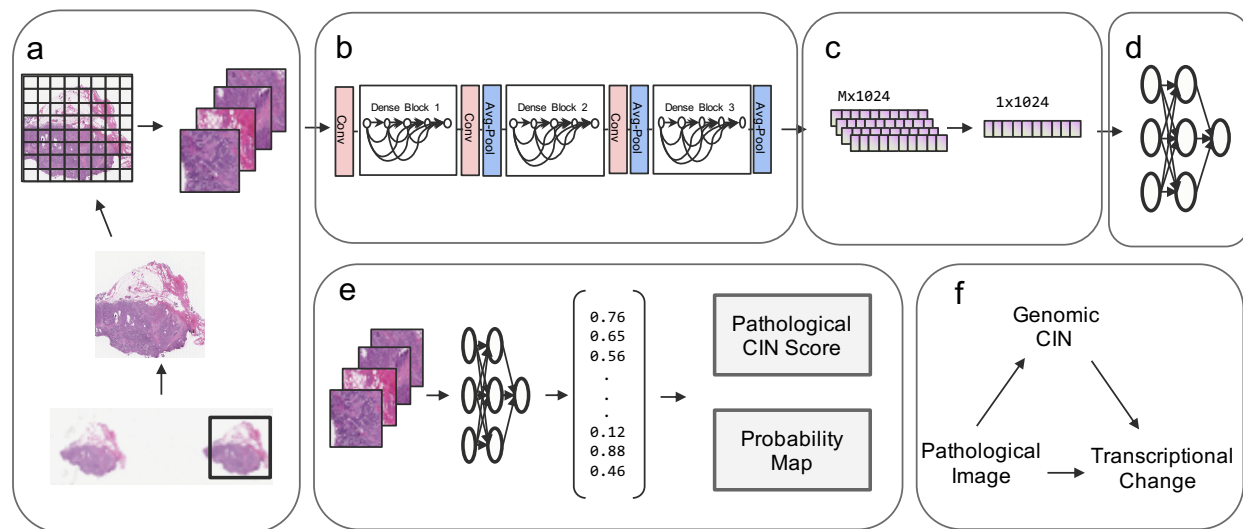 a
b
Conv
Dense Block 1
Conv
Avg-Pool
Dense Block 2
Conv
Avg-Pool
Dense Block 3
Avg-Pool
c
Mx1024
1x1024
d
e
0.76
0.65
0.56
.
.
.
0.12
0.88
0.46
Pathological
CIN Score
Probability
Map
f
Genomic
CIN
Pathological
Image
Transcriptional
Change